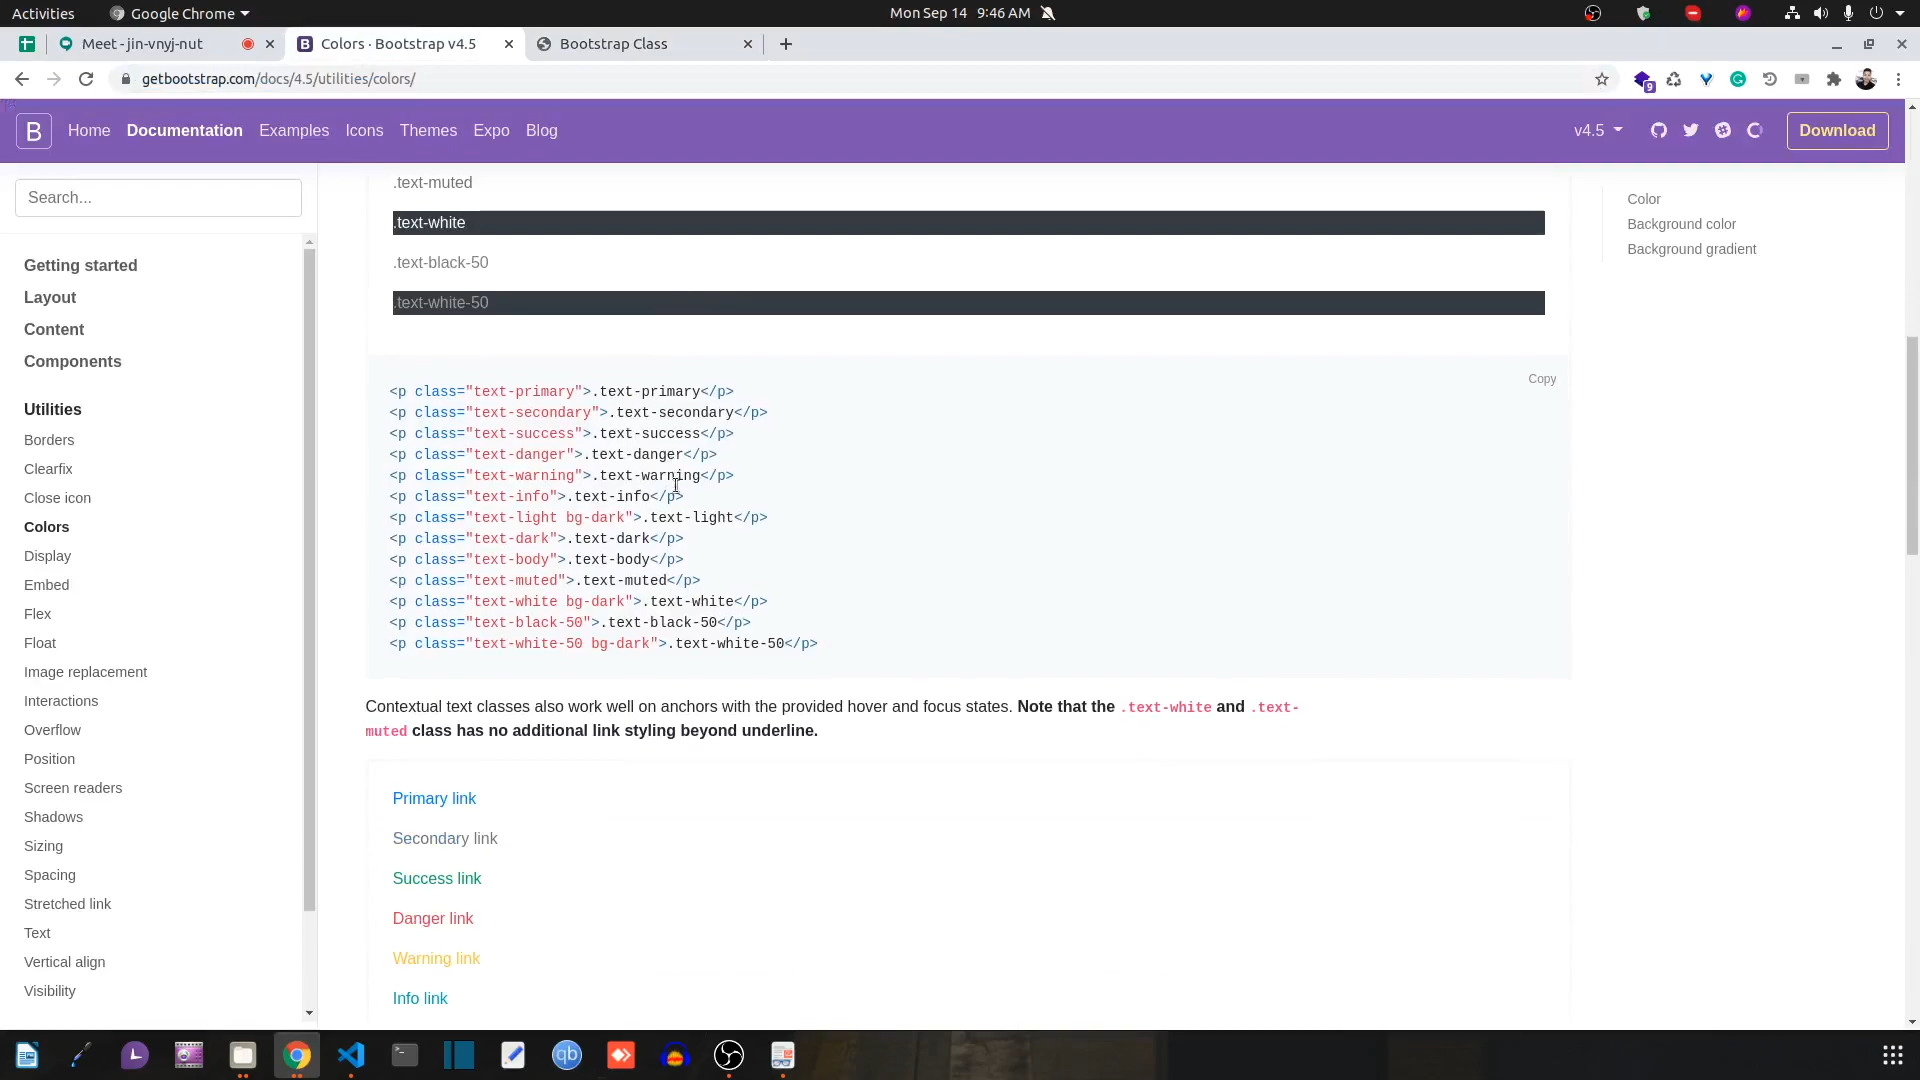 Activities
Google Chrome
Mon Sep 14 9:46 AM
Meet - jin-vnyj-nut
Colors · Bootstrap v4.5
Bootstrap Class
getbootstrap.com/docs/4.5/utilities/colors/
9
B
Home
Documentation
Examples
Icons
Themes
Expo
Blog
v4.5
Download
Search...
Getting started
Layout
Content
Components
Utilities
Borders
Clearfix
Close icon
Colors
Display
Embed
Flex
Float
Image replacement
Interactions
Overflow
Position
Screen readers
Shadows
Sizing
Spacing
Stretched link
Text
Vertical align
Visibility
.text-muted
.text-white
.text-black-50
.text-white-50
Copy
<p class="text-primary">.text-primary</p>
<p class="text-secondary">.text-secondary</p>
<p class="text-success">.text-success</p>
<p class="text-danger">.text-danger</p>
<p class="text-warning">.text-warning</p>
<p class="text-info">.text-info</p>
<p class="text-light bg-dark">.text-light</p>
<p class="text-dark">.text-dark</p>
<p class="text-body">.text-body</p>
<p class="text-muted">.text-muted</p>
<p class="text-white bg-dark">.text-white</p>
<p class="text-black-50">.text-black-50</p>
<p class="text-white-50 bg-dark">.text-white-50</p>
Contextual text classes also work well on anchors with the provided hover and focus states. Note that the .text-white and .text-
muted class has no additional link styling beyond underline.
Primary link
Secondary link
Success link
Danger link
Warning link
Info link
Color
Background color
Background gradient
qb